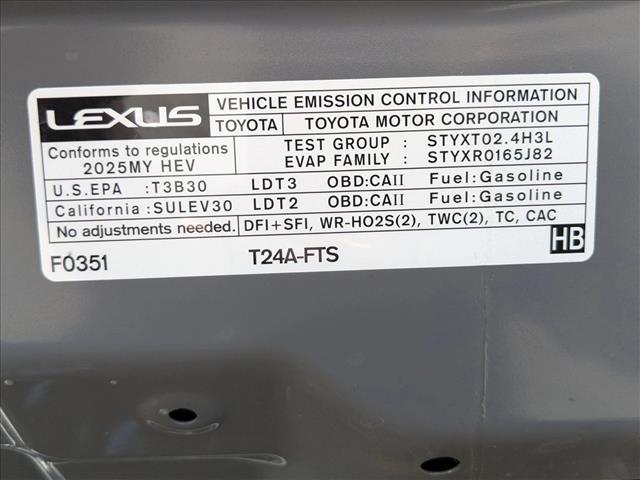 LEXUS VEHICLE EMISSION CONTROL INFORMATION
TOYOTA TOYOTA MOTOR CORPORATION
Conforms to regulations TEST GROUP : STYXT02.4H3L
2025MY HEV EVAP FAMILY : STYXR0165J82
U.S.EPA :T3B30 LDT3 OBD:CAII Fuel:Gasoline
California :SULEV30 LDT2 OBD:CAII Fuel:Gasoline
No adjustments needed. DFI+SFI, WR-HO2S(2), TWC(2), TC, CAC
F0351 T24A-FTS HB